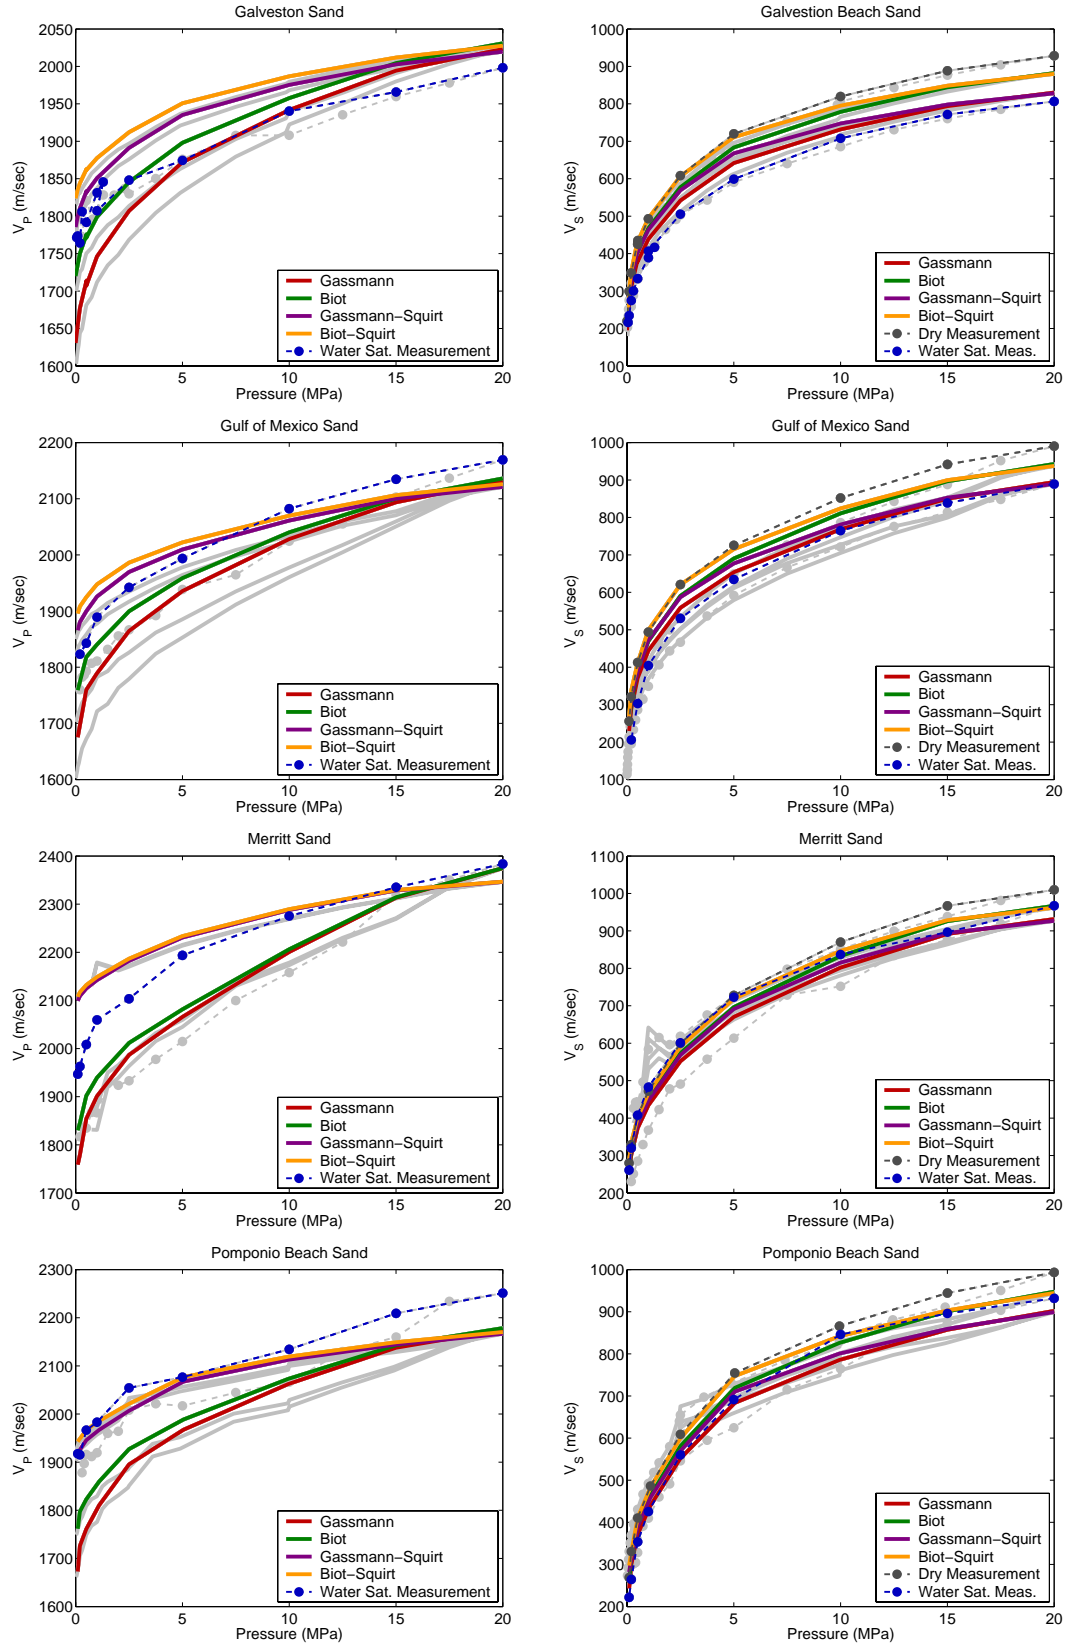 Galveston Sand
2050
2000
1950
1900
1850
1800
1750
1700
1650
1600
V_P (m/sec)
Gassmann
Biot
Gassmann−Squirt
Biot−Squirt
Water Sat. Measurement
0 5 10 15 20
Pressure (MPa)
Galvestion Beach Sand
1000
900
800
700
600
500
400
300
200
100
V_S (m/sec)
Gassmann
Biot
Gassmann−Squirt
Biot−Squirt
Dry Measurement
Water Sat. Meas.
0 5 10 15 20
Pressure (MPa)
Gulf of Mexico Sand
2200
2100
2000
1900
1800
1700
1600
V_P (m/sec)
Gassmann
Biot
Gassmann−Squirt
Biot−Squirt
Water Sat. Measurement
0 5 10 15 20
Pressure (MPa)
Gulf of Mexico Sand
1000
900
800
700
600
500
400
300
200
100
V_S (m/sec)
Gassmann
Biot
Gassmann−Squirt
Biot−Squirt
Dry Measurement
Water Sat. Meas.
0 5 10 15 20
Pressure (MPa)
Merritt Sand
2400
2300
2200
2100
2000
1900
1800
1700
V_P (m/sec)
Gassmann
Biot
Gassmann−Squirt
Biot−Squirt
Water Sat. Measurement
0 5 10 15 20
Pressure (MPa)
Merritt Sand
1100
1000
900
800
700
600
500
400
300
200
V_S (m/sec)
Gassmann
Biot
Gassmann−Squirt
Biot−Squirt
Dry Measurement
Water Sat. Meas.
0 5 10 15 20
Pressure (MPa)
Pomponio Beach Sand
2300
2200
2100
2000
1900
1800
1700
1600
V_P (m/sec)
Gassmann
Biot
Gassmann−Squirt
Biot−Squirt
Water Sat. Measurement
0 5 10 15 20
Pressure (MPa)
Pomponio Beach Sand
1000
900
800
700
600
500
400
300
200
V_S (m/sec)
Gassmann
Biot
Gassmann−Squirt
Biot−Squirt
Dry Measurement
Water Sat. Meas.
0 5 10 15 20
Pressure (MPa)